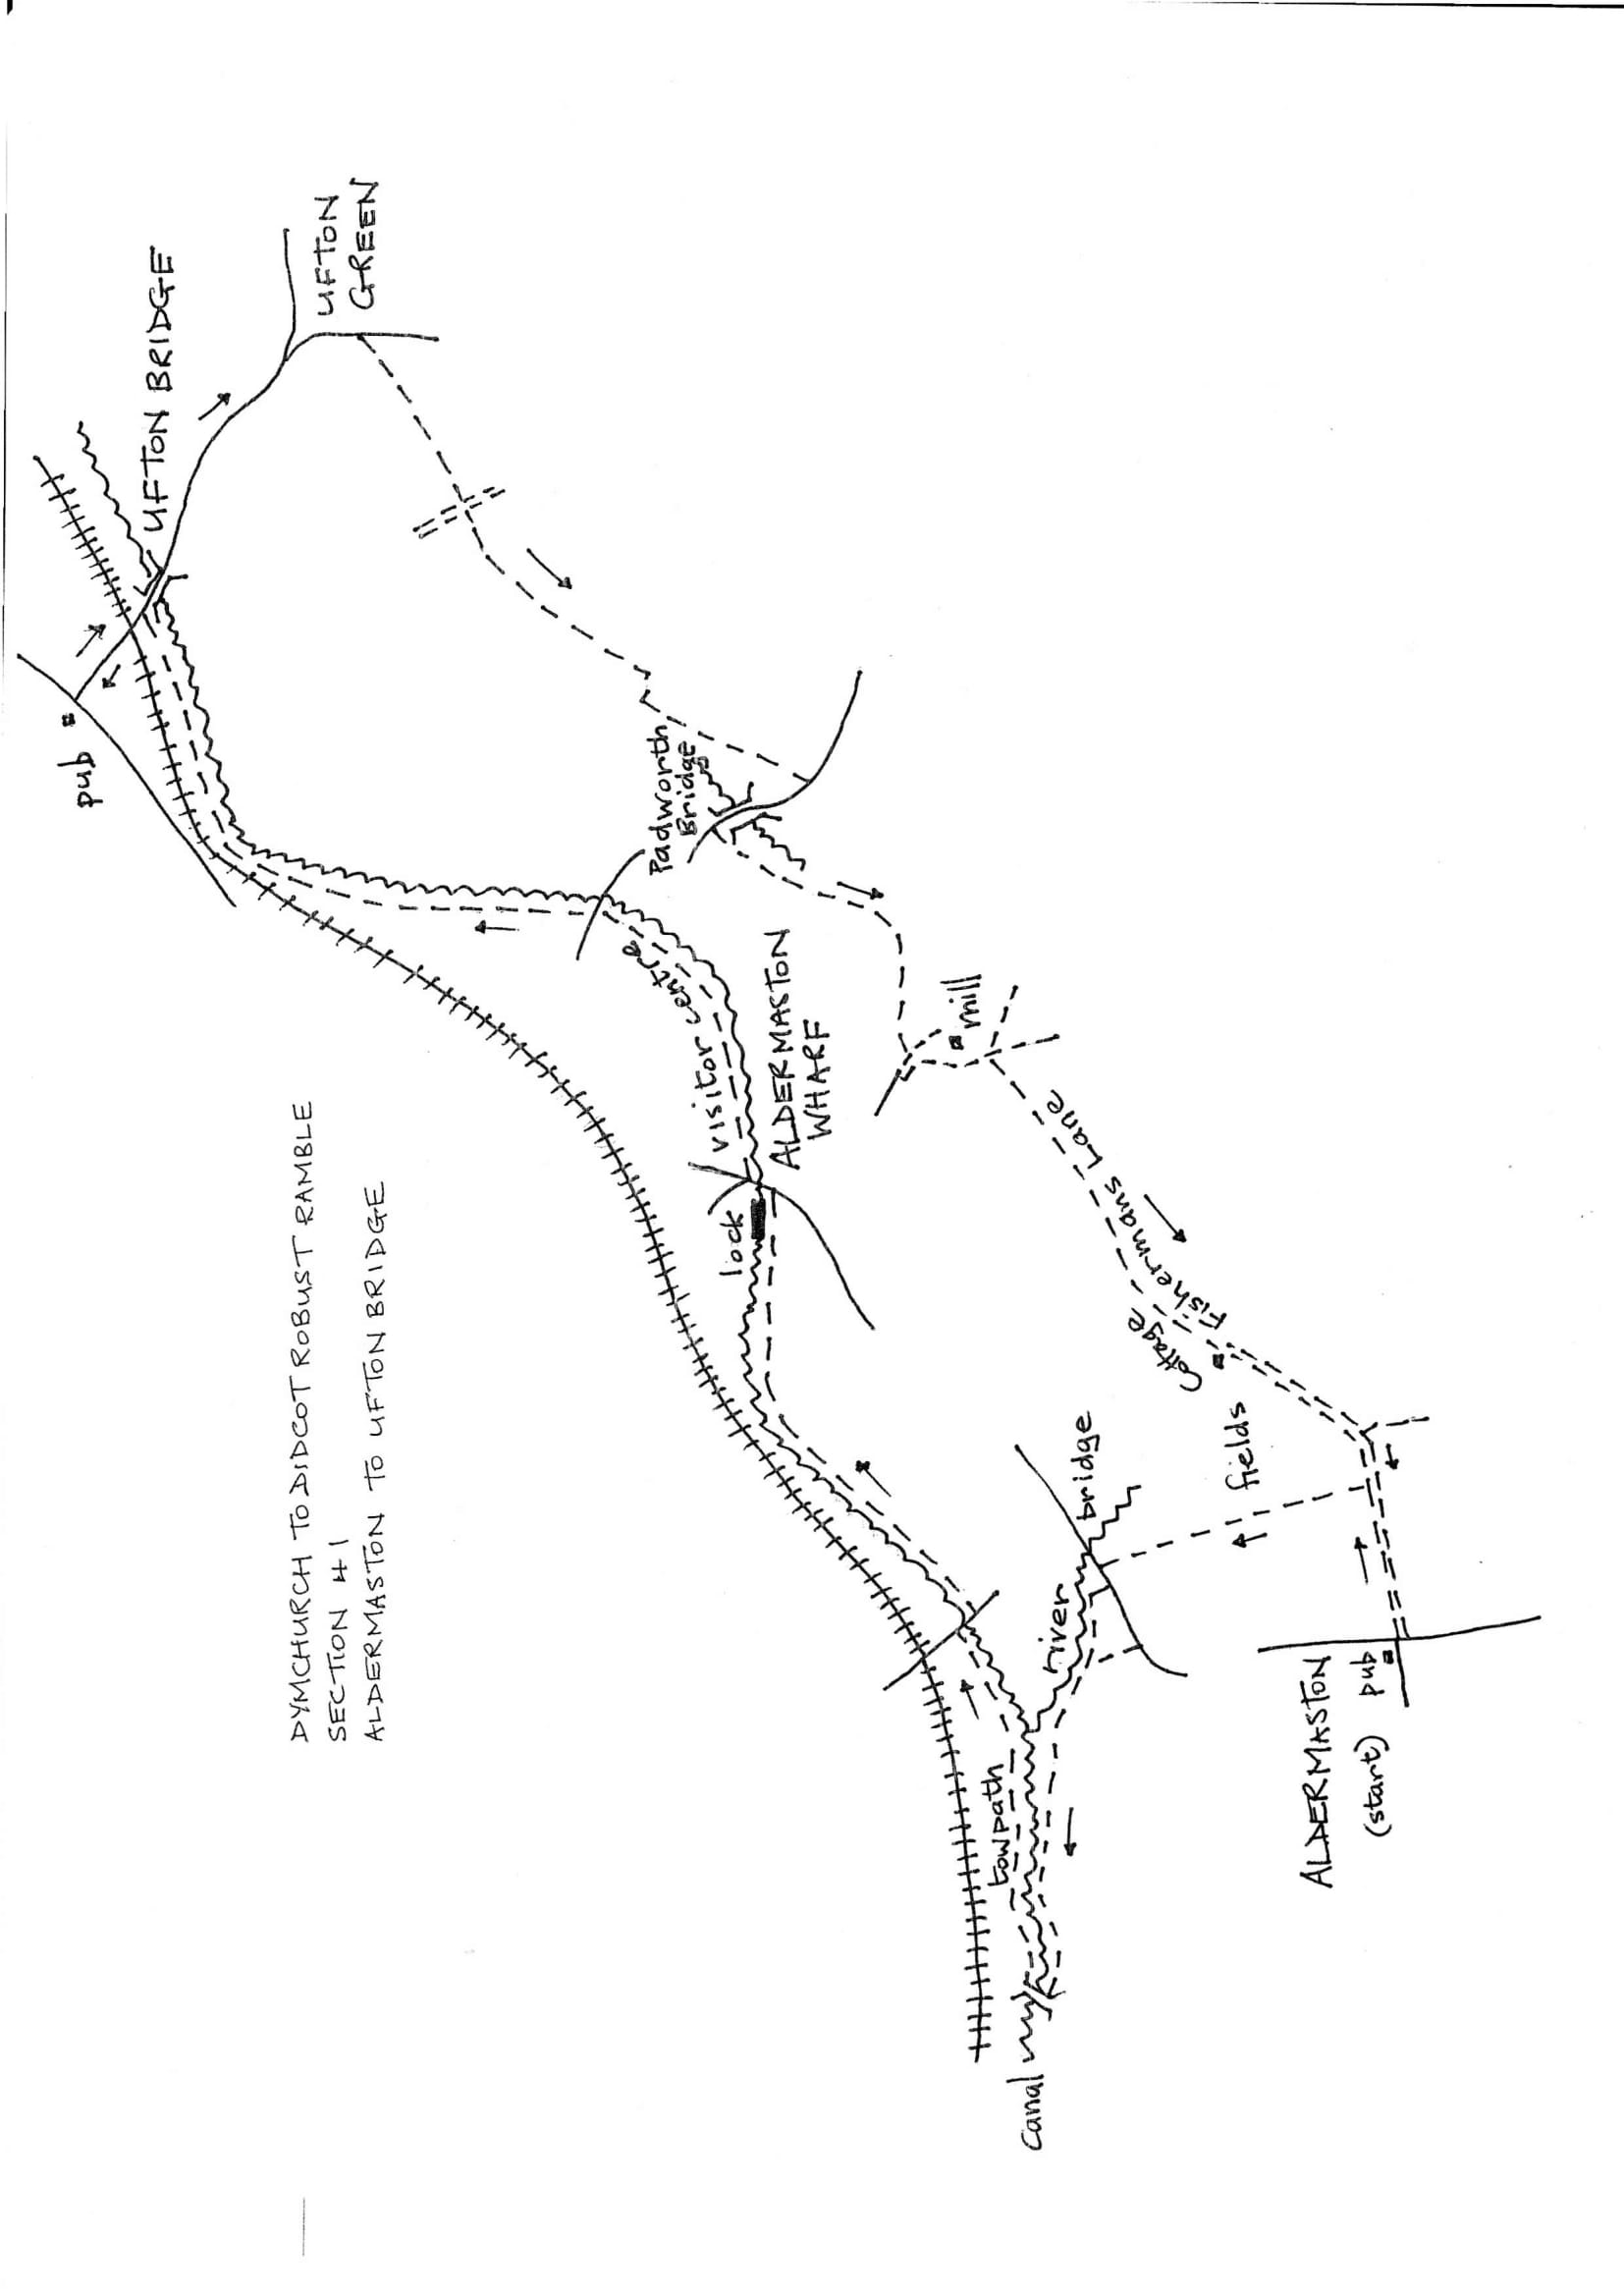 pub
UFTON BRIDGE
DYMCHURCH TO DIDCOT ROBUST RAMBLE
SECTION #1
ALDERMASTON TO UFTON BRIDGE
UFTON
GREEN
Padworth
Bridge
lock
visitor centre
ALDERMASTON
WHARF
towpath
Canal
river
bridge
mill
Cottage
Fishermans Lane
fields
ALDERMASTON
(start) pub